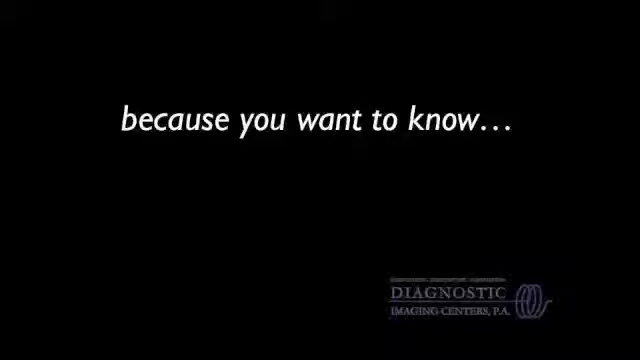 because you want to know…
DIAGNOSTIC
IMAGING CENTERS, P.A.